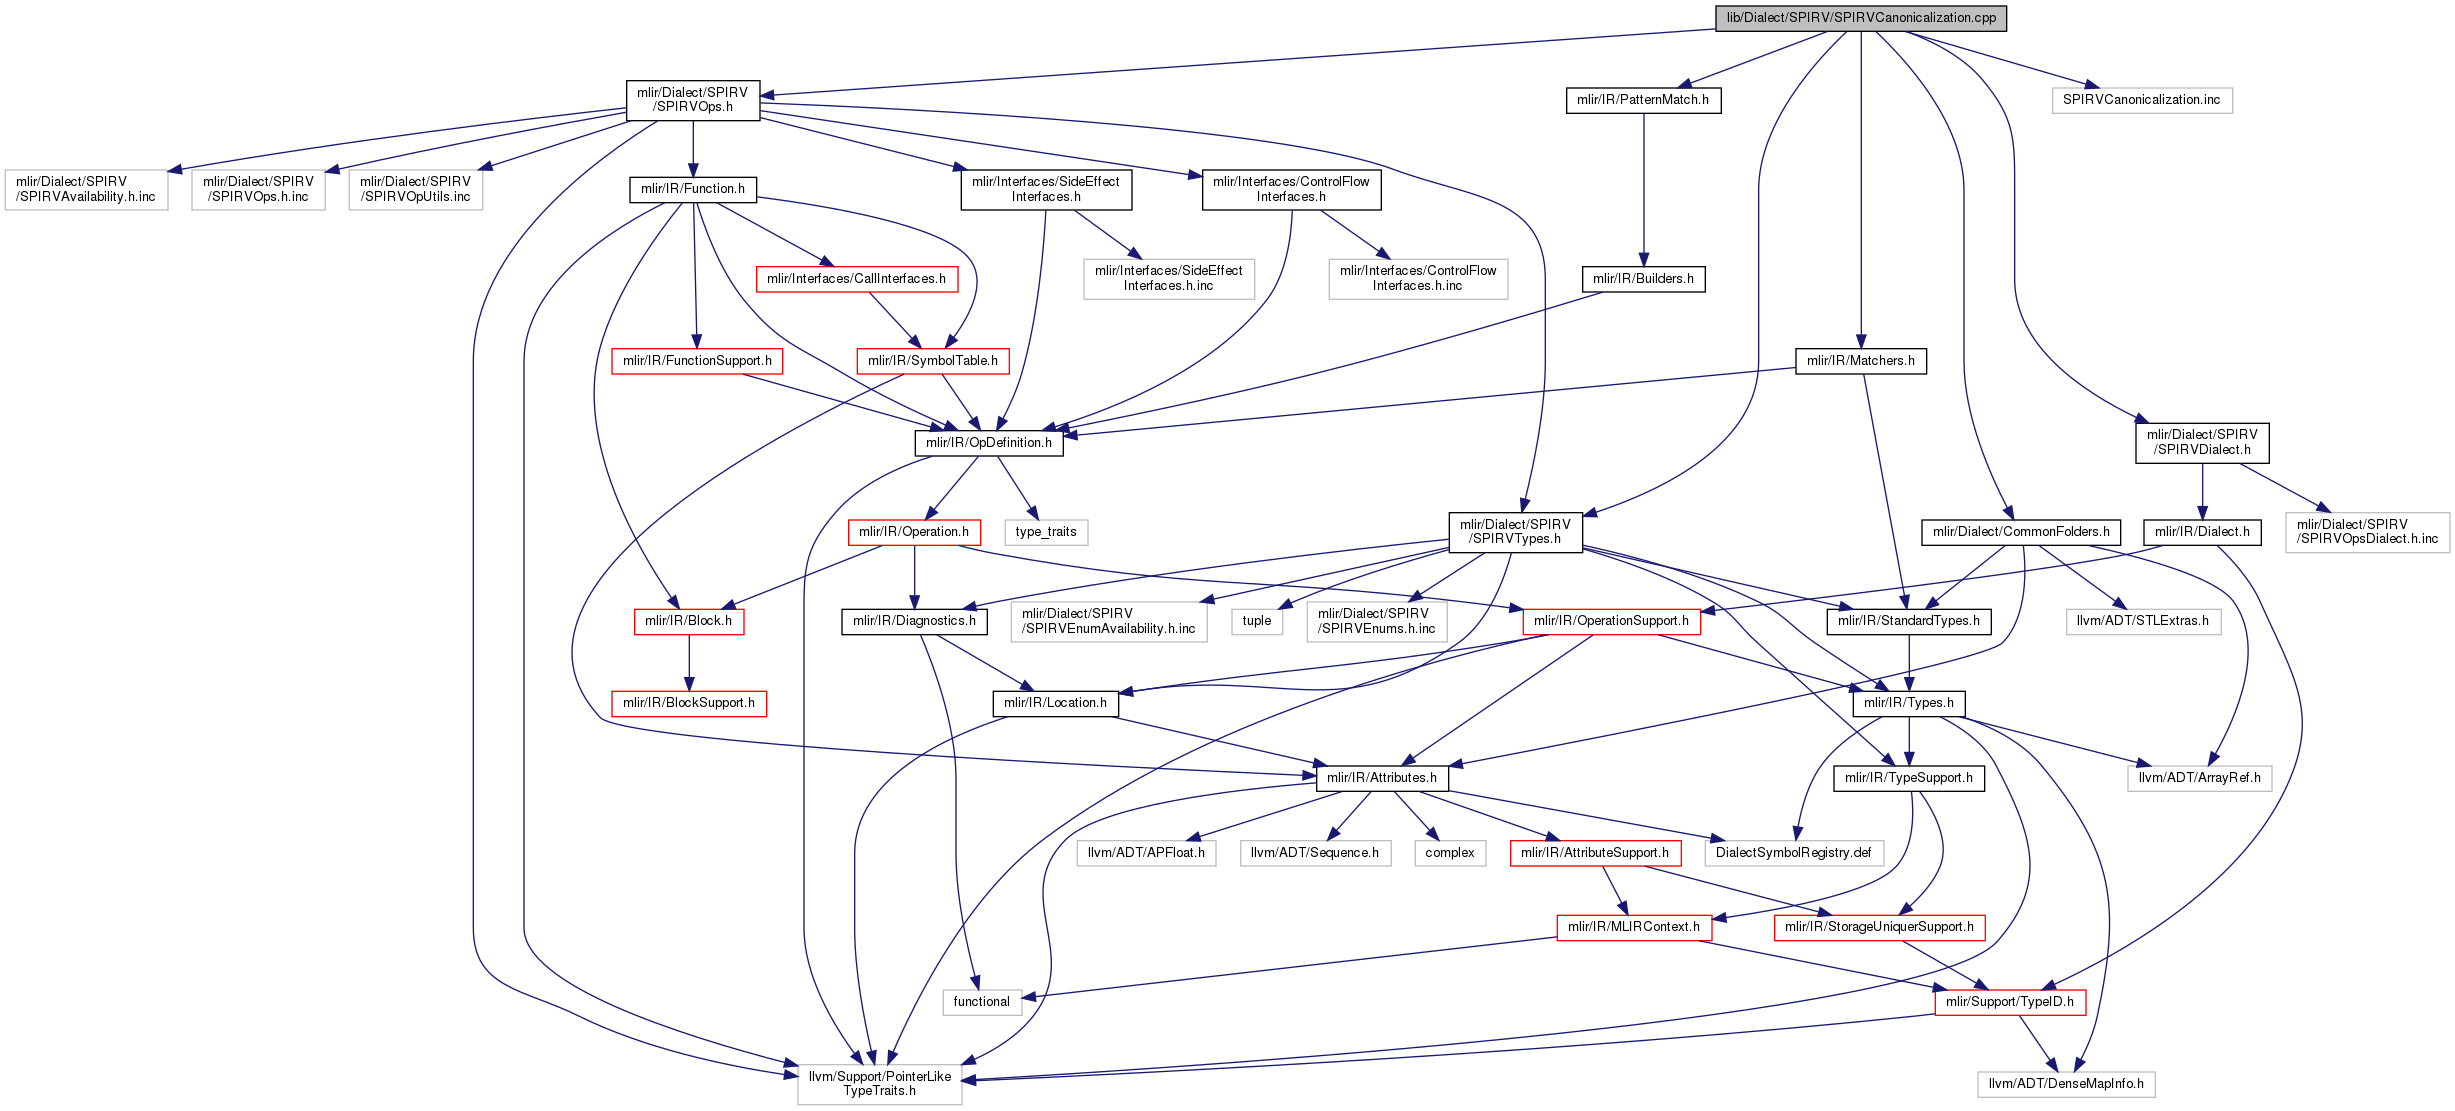 lib/Dialect/SPIRV/SPIRVCanonicalization.cpp
mlir/Dialect/SPIRV
/SPIRVOps.h
mlir/IR/PatternMatch.h
SPIRVCanonicalization.inc
mlir/Dialect/SPIRV
/SPIRVAvailability.h.inc
mlir/Dialect/SPIRV
/SPIRVOps.h.inc
mlir/Dialect/SPIRV
/SPIRVOpUtils.inc
mlir/IR/Function.h
mlir/Interfaces/SideEffect
Interfaces.h
mlir/Interfaces/ControlFlow
Interfaces.h
mlir/Interfaces/CallInterfaces.h
mlir/Interfaces/SideEffect
Interfaces.h.inc
mlir/Interfaces/ControlFlow
Interfaces.h.inc
mlir/IR/Builders.h
mlir/IR/FunctionSupport.h
mlir/IR/SymbolTable.h
mlir/IR/Matchers.h
mlir/IR/OpDefinition.h
mlir/Dialect/SPIRV
/SPIRVDialect.h
mlir/IR/Operation.h
type_traits
mlir/Dialect/SPIRV
/SPIRVTypes.h
mlir/Dialect/CommonFolders.h
mlir/IR/Dialect.h
mlir/Dialect/SPIRV
/SPIRVOpsDialect.h.inc
mlir/IR/Block.h
mlir/IR/Diagnostics.h
mlir/Dialect/SPIRV
/SPIRVEnumAvailability.h.inc
tuple
mlir/Dialect/SPIRV
/SPIRVEnums.h.inc
mlir/IR/OperationSupport.h
mlir/IR/StandardTypes.h
llvm/ADT/STLExtras.h
mlir/IR/BlockSupport.h
mlir/IR/Location.h
mlir/IR/Types.h
mlir/IR/Attributes.h
mlir/IR/TypeSupport.h
llvm/ADT/ArrayRef.h
llvm/ADT/APFloat.h
llvm/ADT/Sequence.h
complex
mlir/IR/AttributeSupport.h
DialectSymbolRegistry.def
mlir/IR/MLIRContext.h
mlir/IR/StorageUniquerSupport.h
functional
mlir/Support/TypeID.h
llvm/Support/PointerLike
TypeTraits.h
llvm/ADT/DenseMapInfo.h